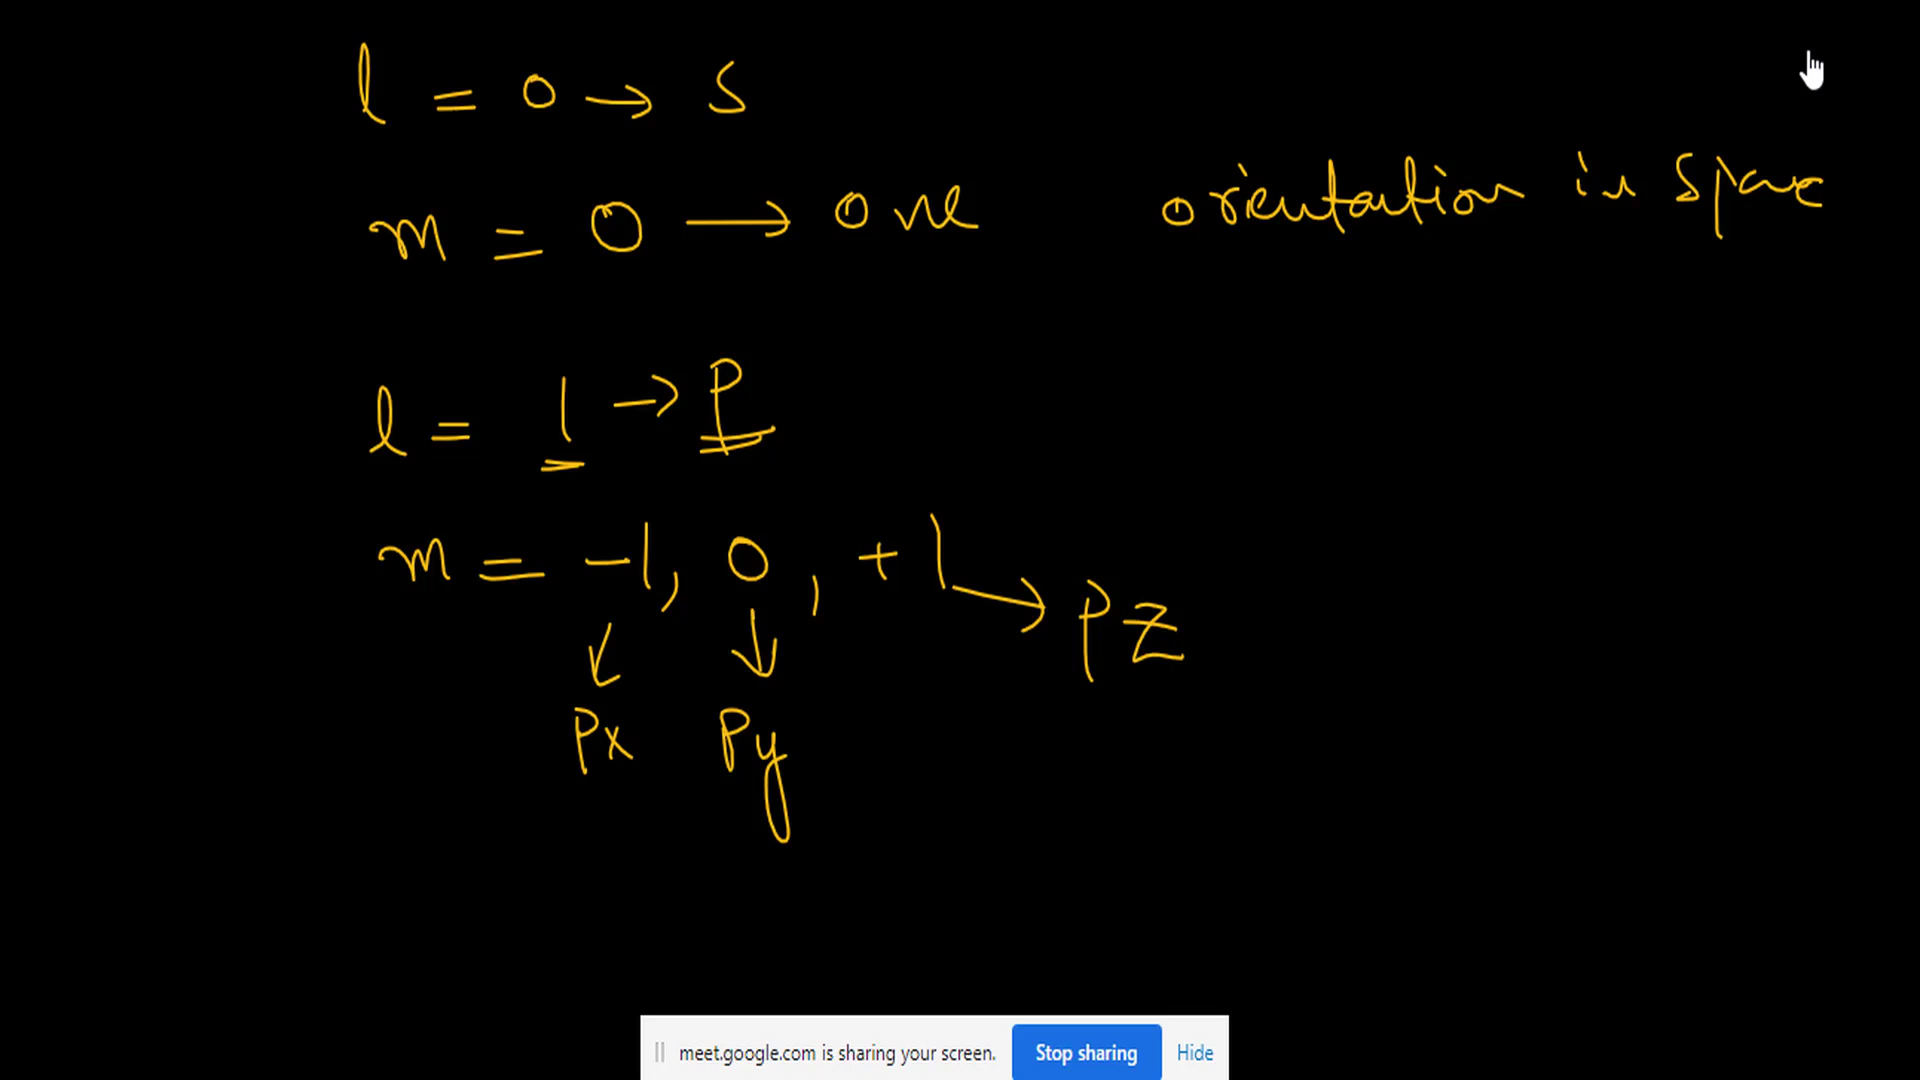 l = 0 → s
m = 0 → one orientation in space
l = 1 → p
m = -1, 0, +1 → pz
px py
meet.google.com is sharing your screen. Stop sharing Hide